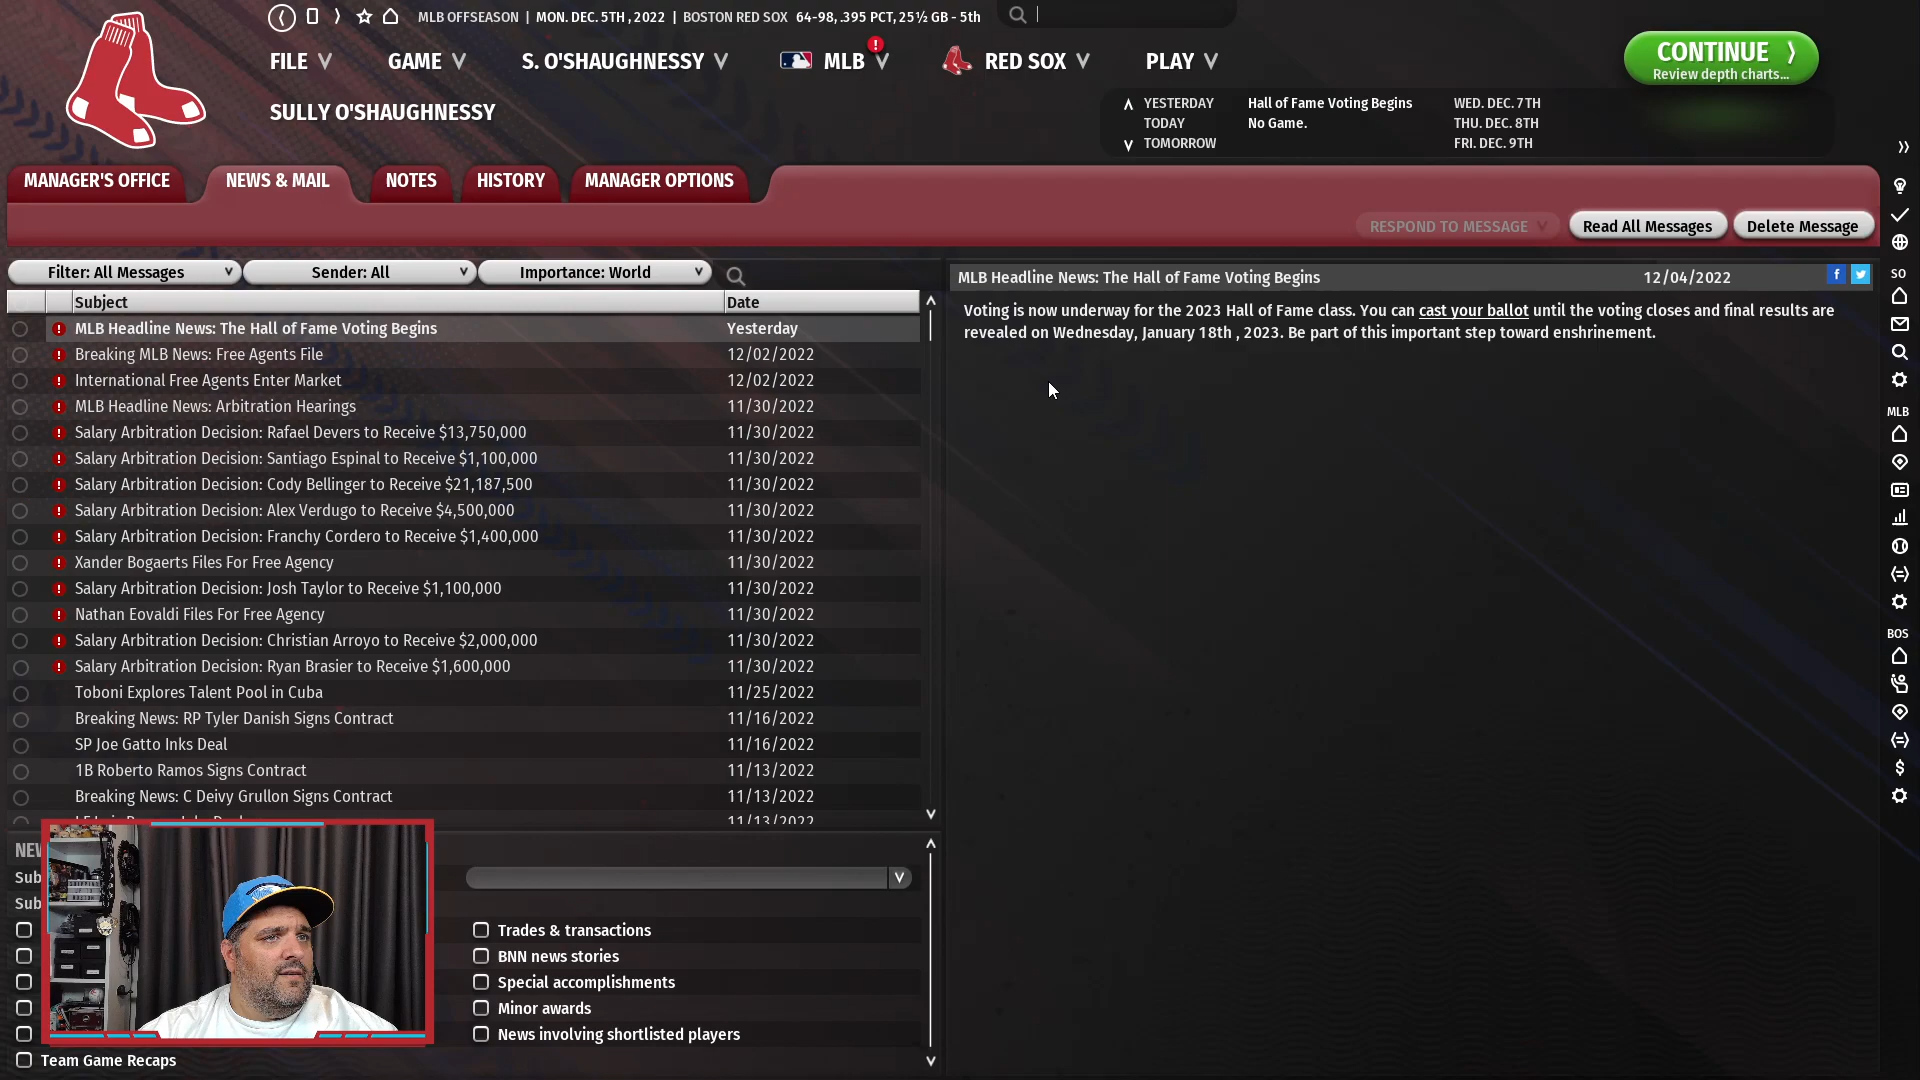 MLB OFFSEASON | MON. DEC. 5TH , 2022 | BOSTON RED SOX 64-98, .395 PCT, 25½ GB - 5th
FILE GAME S. O'SHAUGHNESSY MLB ! RED SOX PLAY
CONTINUE
Review depth charts...
SULLY O'SHAUGHNESSY
YESTERDAY Hall of Fame Voting Begins WED. DEC. 7TH
TODAY No Game. THU. DEC. 8TH
TOMORROW FRI. DEC. 9TH
MANAGER'S OFFICE NEWS & MAIL NOTES HISTORY MANAGER OPTIONS
RESPOND TO MESSAGE Read All Messages Delete Message
Filter: All Messages Sender: All Importance: World
Subject Date
MLB Headline News: The Hall of Fame Voting Begins Yesterday
Breaking MLB News: Free Agents File 12/02/2022
International Free Agents Enter Market 12/02/2022
MLB Headline News: Arbitration Hearings 11/30/2022
Salary Arbitration Decision: Rafael Devers to Receive $13,750,000 11/30/2022
Salary Arbitration Decision: Santiago Espinal to Receive $1,100,000 11/30/2022
Salary Arbitration Decision: Cody Bellinger to Receive $21,187,500 11/30/2022
Salary Arbitration Decision: Alex Verdugo to Receive $4,500,000 11/30/2022
Salary Arbitration Decision: Franchy Cordero to Receive $1,400,000 11/30/2022
Xander Bogaerts Files For Free Agency 11/30/2022
Salary Arbitration Decision: Josh Taylor to Receive $1,100,000 11/30/2022
Nathan Eovaldi Files For Free Agency 11/30/2022
Salary Arbitration Decision: Christian Arroyo to Receive $2,000,000 11/30/2022
Salary Arbitration Decision: Ryan Brasier to Receive $1,600,000 11/30/2022
Toboni Explores Talent Pool in Cuba 11/25/2022
Breaking News: RP Tyler Danish Signs Contract 11/16/2022
SP Joe Gatto Inks Deal 11/16/2022
1B Roberto Ramos Signs Contract 11/13/2022
Breaking News: C Deivy Grullon Signs Contract 11/13/2022
11/13/2022
MLB Headline News: The Hall of Fame Voting Begins 12/04/2022
Voting is now underway for the 2023 Hall of Fame class. You can cast your ballot until the voting closes and final results are
revealed on Wednesday, January 18th , 2023. Be part of this important step toward enshrinement.
Sub
Sub
Trades & transactions
BNN news stories
Special accomplishments
Minor awards
News involving shortlisted players
Team Game Recaps
SO
MLB
BOS